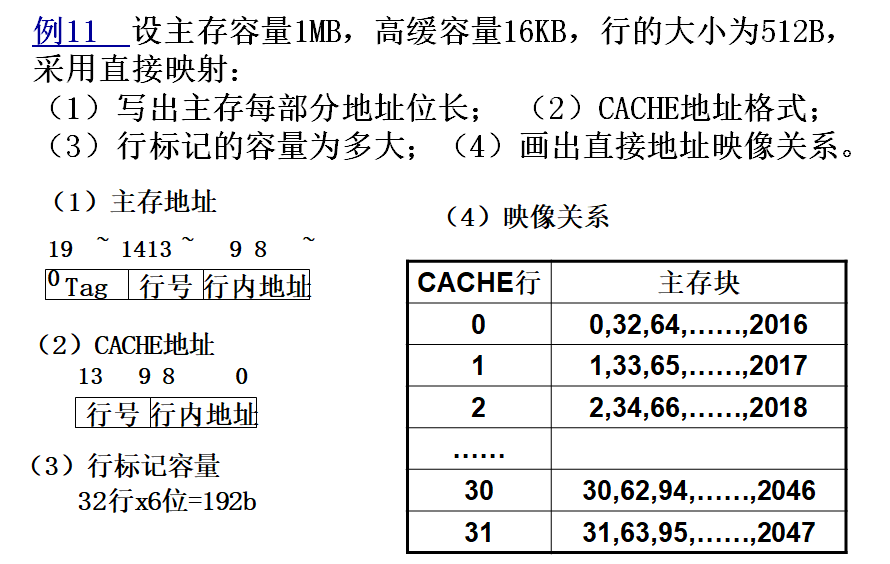 例11 设主存容量1MB，高缓容量16KB，行的大小为512B，
采用直接映射：
（1）写出主存每部分地址位长； （2）CACHE地址格式；
（3）行标记的容量为多大；（4）画出直接地址映像关系。
（1）主存地址
19 ~ 1413 ~ 9 8 ~
0
Tag 行号 行内地址
（2）CACHE地址
13 9 8 0
行号 行内地址
（3）行标记容量
32行x6位=192b
（4）映像关系
CACHE行 主存块
0 0,32,64,……,2016
1 1,33,65,……,2017
2 2,34,66,……,2018
……
30 30,62,94,……,2046
31 31,63,95,……,2047